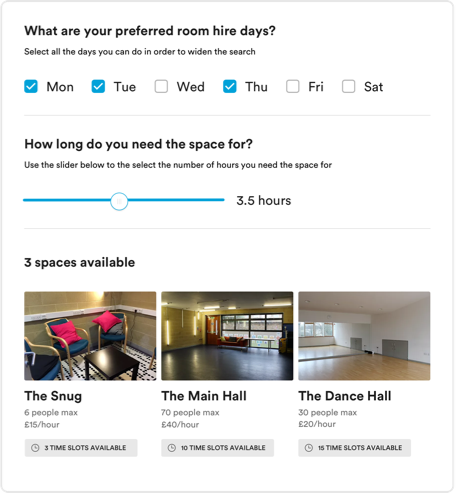 What are your preferred room hire days?
Select all the days you can do in order to widen the search
Mon Tue Wed Thu Fri Sat
How long do you need the space for?
Use the slider below to the select the number of hours you need the space for
3.5 hours
3 spaces available
The Snug
6 people max
£15/hour
3 TIME SLOTS AVAILABLE
The Main Hall
70 people max
£40/hour
10 TIME SLOTS AVAILABLE
The Dance Hall
30 people max
£20/hour
15 TIME SLOTS AVAILABLE